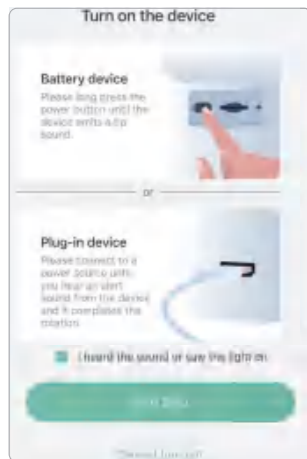 Turn on the device
Battery device
Please long press the
power button until the
device emits a tip
sound.
or
Plug-in device
Please connect to a
power source until
you hear an alert
sound from the device
and it completes the
rotation.
I heard the sound or saw the light on